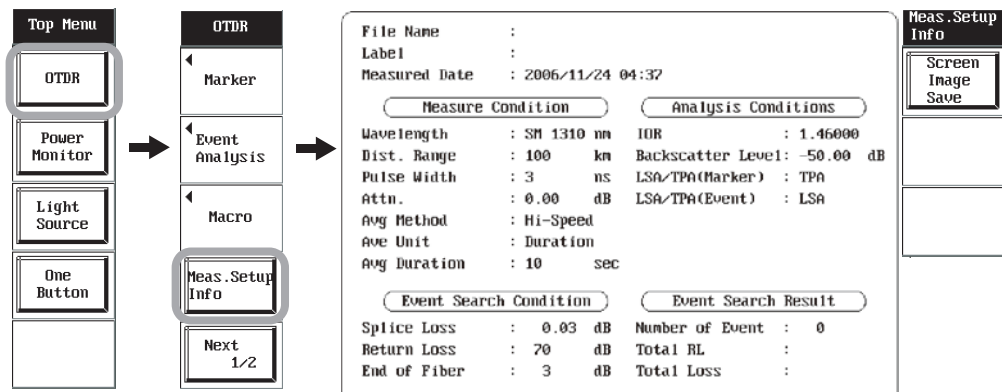 Top Menu
OTDR
Power
Monitor
Light
Source
One
Button
OTDR
Marker
Event
Analysis
Macro
Meas.Setup
Info
Next
1/2
File Name :
Label :
Measured Date : 2006/11/24 04:37
Measure Condition
Wavelength : SM 1310 nm
Dist. Range : 100 km
Pulse Width : 3 ns
Attn. : 0.00 dB
Avg Method : Hi-Speed
Ave Unit : Duration
Avg Duration : 10 sec
Analysis Conditions
IOR : 1.46000
Backscatter Level: -50.00 dB
LSA/TPA(Marker) : TPA
LSA/TPA(Event) : LSA
Event Search Condition
Splice Loss : 0.03 dB
Return Loss : 70 dB
End of Fiber : 3 dB
Event Search Result
Number of Event : 0
Total RL :
Total Loss :
Meas.Setup
Info
Screen
Image
Save